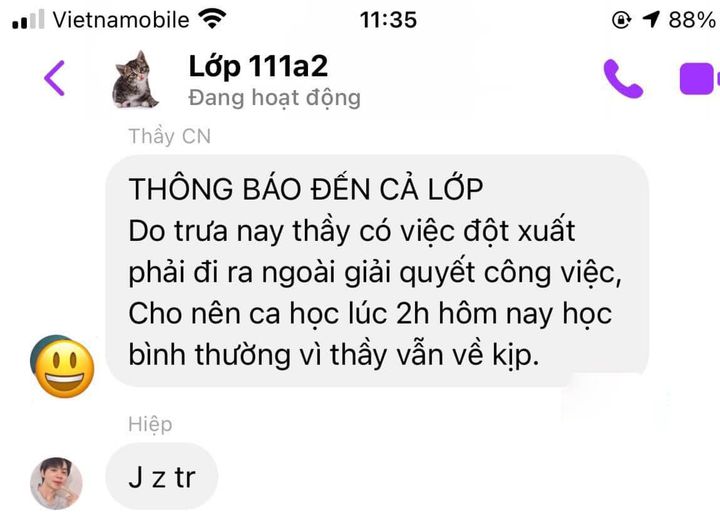 Vietnamobile 11:35 88%
Lớp 111a2
Đang hoạt động
Thầy CN
THÔNG BÁO ĐẾN CẢ LỚP
Do trưa nay thầy có việc đột xuất
phải đi ra ngoài giải quyết công việc,
Cho nên ca học lúc 2h hôm nay học
bình thường vì thầy vẫn về kịp.
Hiệp
J z tr